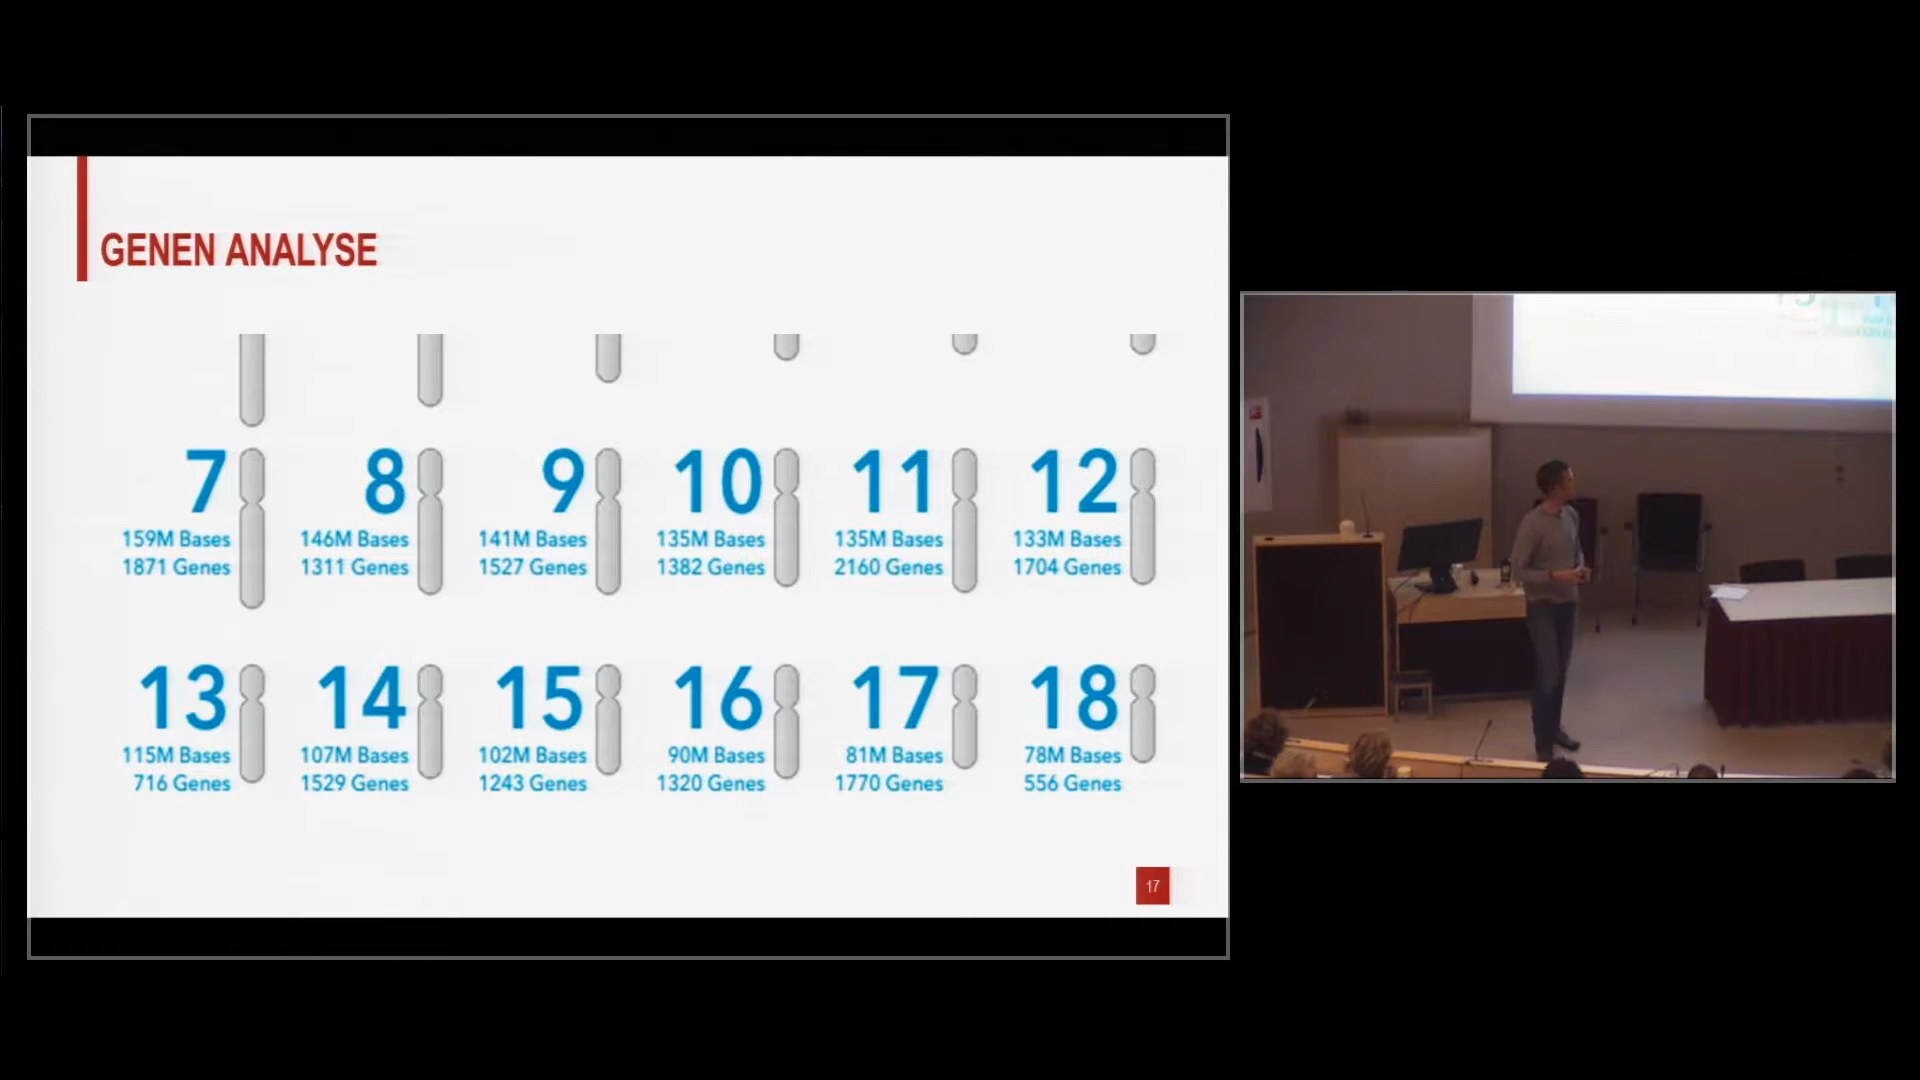 GENEN ANALYSE
7 8 9 10 11 12
159M Bases 146M Bases 141M Bases 135M Bases 135M Bases 133M Bases
1871 Genes 1311 Genes 1527 Genes 1382 Genes 2160 Genes 1704 Genes
13 14 15 16 17 18
115M Bases 107M Bases 102M Bases 90M Bases 81M Bases 78M Bases
716 Genes 1529 Genes 1243 Genes 1320 Genes 1770 Genes 556 Genes
17